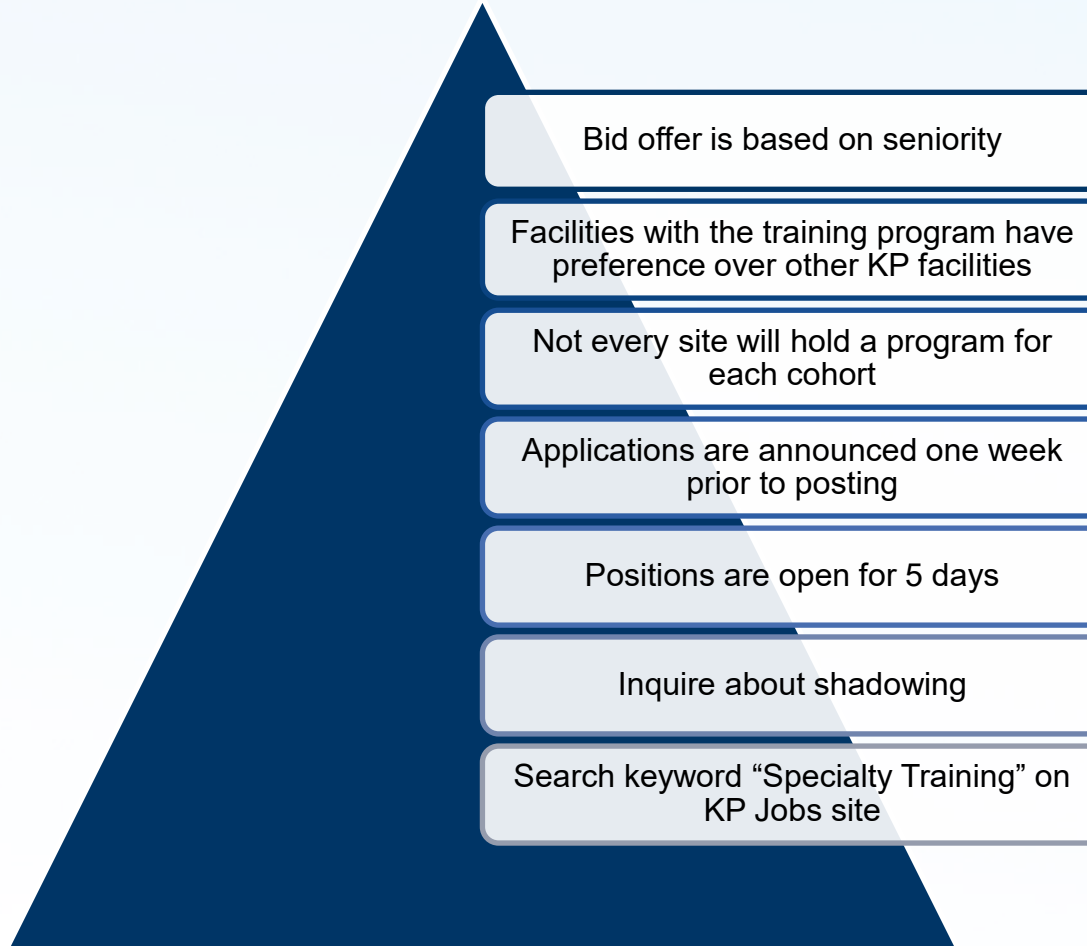 Bid offer is based on seniority
Facilities with the training program have
preference over other KP facilities
Not every site will hold a program for
each cohort
Applications are announced one week
prior to posting
Positions are open for 5 days
Inquire about shadowing
Search keyword “Specialty Training” on
KP Jobs site